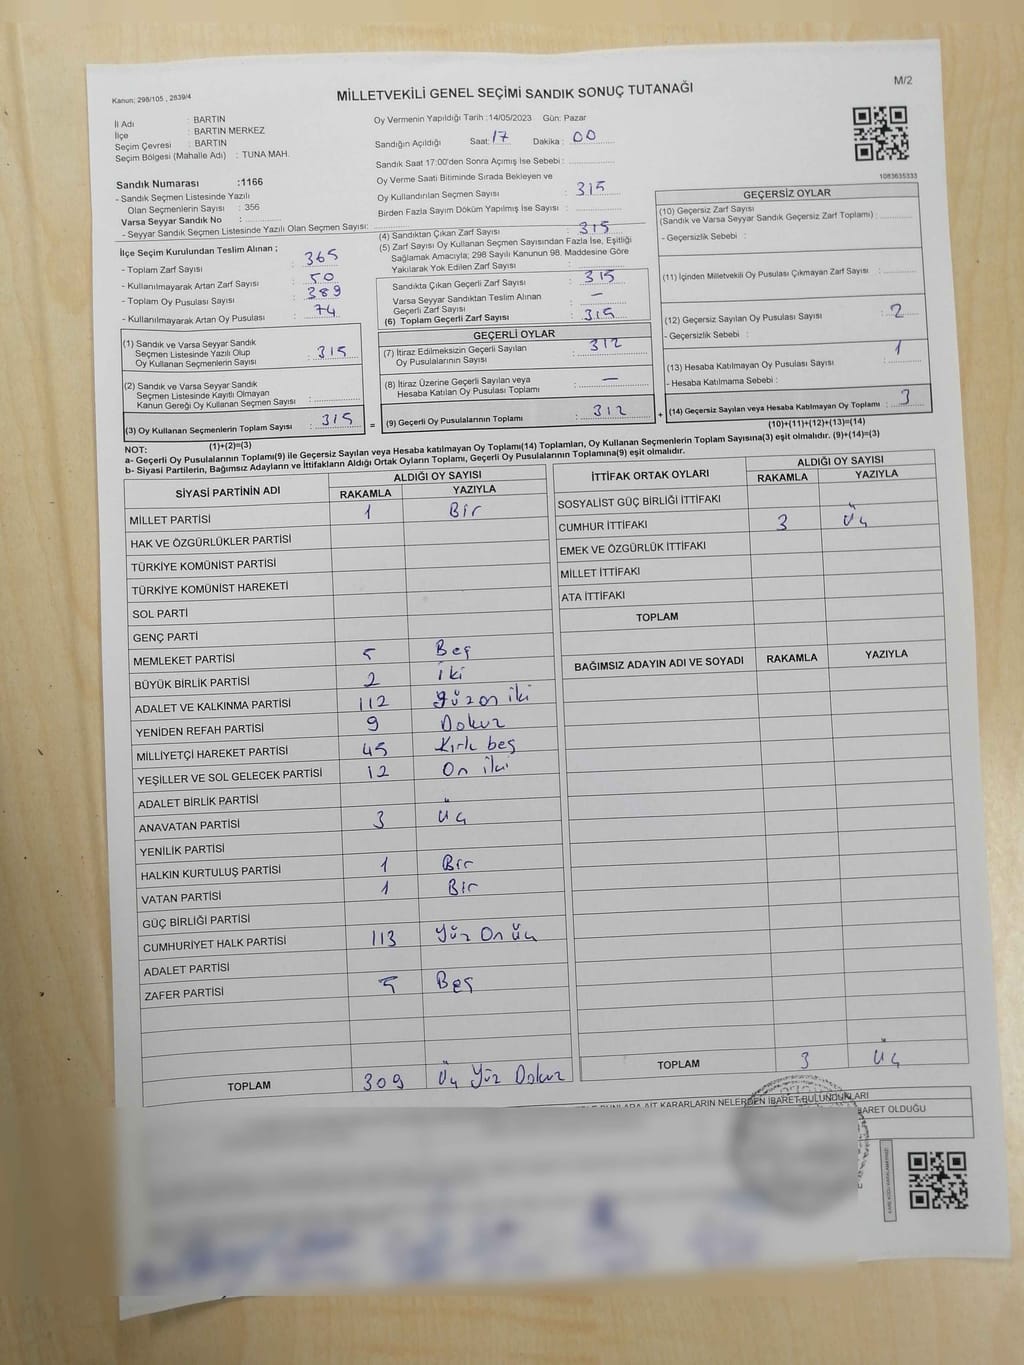 Kanun: 298/105 , 2839/4
MİLLETVEKİLİ GENEL SEÇİMİ SANDIK SONUÇ TUTANAĞI
M/2
İl Adı : BARTIN
İlçe : BARTIN MERKEZ
Seçim Çevresi : BARTIN
Seçim Bölgesi (Mahalle Adı) : TUNA MAH.
Sandık Numarası :1166
- Sandık Seçmen Listesinde Yazılı
Olan Seçmenlerin Sayısı : 356
Varsa Seyyar Sandık No :
- Seyyar Sandık Seçmen Listesinde Yazılı Olan Seçmen Sayısı:
Oy Vermenin Yapıldığı Tarih :14/05/2023 Gün: Pazar
Sandığın Açıldığı Saat: 17 Dakika : 00
Sandık Saat 17:00'den Sonra Açımış İse Sebebi :
Oy Verme Saati Bitiminde Sırada Bekleyen ve
Oy Kullandırılan Seçmen Sayısı : 315
Birden Fazla Sayım Döküm Yapılmış İse Sayısı :
1083635333
İlçe Seçim Kurulundan Teslim Alınan ;
- Toplam Zarf Sayısı : 365
- Kullanılmayarak Artan Zarf Sayısı : 50
- Toplam Oy Pusulası Sayısı : 389
- Kullanılmayarak Artan Oy Pusulası : 74
(1) Sandık ve Varsa Seyyar Sandık
Seçmen Listesinde Yazılı Olup
Oy Kullanan Seçmenlerin Sayısı : 315
(2) Sandık ve Varsa Seyyar Sandık
Seçmen Listesinde Kayıtlı Olmayan
Kanun Gereği Oy Kullanan Seçmen Sayısı :
(3) Oy Kullanan Seçmenlerin Toplam Sayısı : 315
(1)+(2)=(3)
(4) Sandıktan Çıkan Zarf Sayısı : 315
(5) Zarf Sayısı Oy Kullanan Seçmen Sayısından Fazla İse, Eşitliği
Sağlamak Amacıyla; 298 Sayılı Kanunun 98. Maddesine Göre
Yakılarak Yok Edilen Zarf Sayısı :
Sandıkta Çıkan Geçerli Zarf Sayısı : 315
Varsa Seyyar Sandıktan Teslim Alınan
Geçerli Zarf Sayısı : —
(6) Toplam Geçerli Zarf Sayısı : 315
GEÇERLİ OYLAR
(7) İtiraz Edilmeksizin Geçerli Sayılan
Oy Pusulalarının Sayısı : 312
(8) İtiraz Üzerine Geçerli Sayılan veya
Hesaba Katılan Oy Pusulası Toplamı : —
= (9) Geçerli Oy Pusulalarının Toplamı : 312 +
GEÇERSİZ OYLAR
(10) Geçersiz Zarf Sayısı
(Sandık ve Varsa Seyyar Sandık Geçersiz Zarf Toplamı) :
- Geçersizlik Sebebi :
(11) İçinden Milletvekili Oy Pusulası Çıkmayan Zarf Sayısı :
(12) Geçersiz Sayılan Oy Pusulası Sayısı : 2
- Geçersizlik Sebebi :
(13) Hesaba Katılmayan Oy Pusulası Sayısı : 1
- Hesaba Katılmama Sebebi :
(14) Geçersiz Sayılan veya Hesaba Katılmayan Oy Toplamı : 3
(10)+(11)+(12)+(13)=(14)
NOT:
a- Geçerli Oy Pusulalarının Toplamı(9) ile Geçersiz Sayılan veya Hesaba katılmayan Oy Toplamı(14) Toplamları, Oy Kullanan Seçmenlerin Toplam Sayısına(3) eşit olmalıdır. (9)+(14)=(3)
b- Siyasi Partilerin, Bağımsız Adayların ve İttifakların Aldığı Ortak Oyların Toplamı, Geçerli Oy Pusulalarının Toplamına(9) eşit olmalıdır.
SİYASİ PARTİNİN ADI ALDIĞI OY SAYISI
RAKAMLA YAZIYLA
MİLLET PARTİSİ 1 Bir
HAK VE ÖZGÜRLÜKLER PARTİSİ
TÜRKİYE KOMÜNİST PARTİSİ
TÜRKİYE KOMÜNİST HAREKETİ
SOL PARTİ
GENÇ PARTİ
MEMLEKET PARTİSİ 5 Beş
BÜYÜK BİRLİK PARTİSİ 2 iki
ADALET VE KALKINMA PARTİSİ 112 yüzon iki
YENİDEN REFAH PARTİSİ 9 Dokuz
MİLLİYETÇİ HAREKET PARTİSİ 45 Kırk beş
YEŞİLLER VE SOL GELECEK PARTİSİ 12 On iki
ADALET BİRLİK PARTİSİ
ANAVATAN PARTİSİ 3 Üç
YENİLİK PARTİSİ
HALKIN KURTULUŞ PARTİSİ 1 Bir
VATAN PARTİSİ 1 Bir
GÜÇ BİRLİĞİ PARTİSİ
CUMHURİYET HALK PARTİSİ 113 Yüz On üç
ADALET PARTİSİ
ZAFER PARTİSİ 5 Beş
TOPLAM 309 Üç Yüz Dokuz
İTTİFAK ORTAK OYLARI ALDIĞI OY SAYISI
RAKAMLA YAZIYLA
SOSYALİST GÜÇ BİRLİĞİ İTTİFAKI
CUMHUR İTTİFAKI 3 Üç
EMEK VE ÖZGÜRLÜK İTTİFAKI
MİLLET İTTİFAKI
ATA İTTİFAKI
TOPLAM
BAĞIMSIZ ADAYIN ADI VE SOYADI RAKAMLA YAZIYLA
TOPLAM 3 Üç
BUNLARA AİT KARARLARIN NELERDEN İBARET BULUNDUKLARI
BARET OLDUĞU